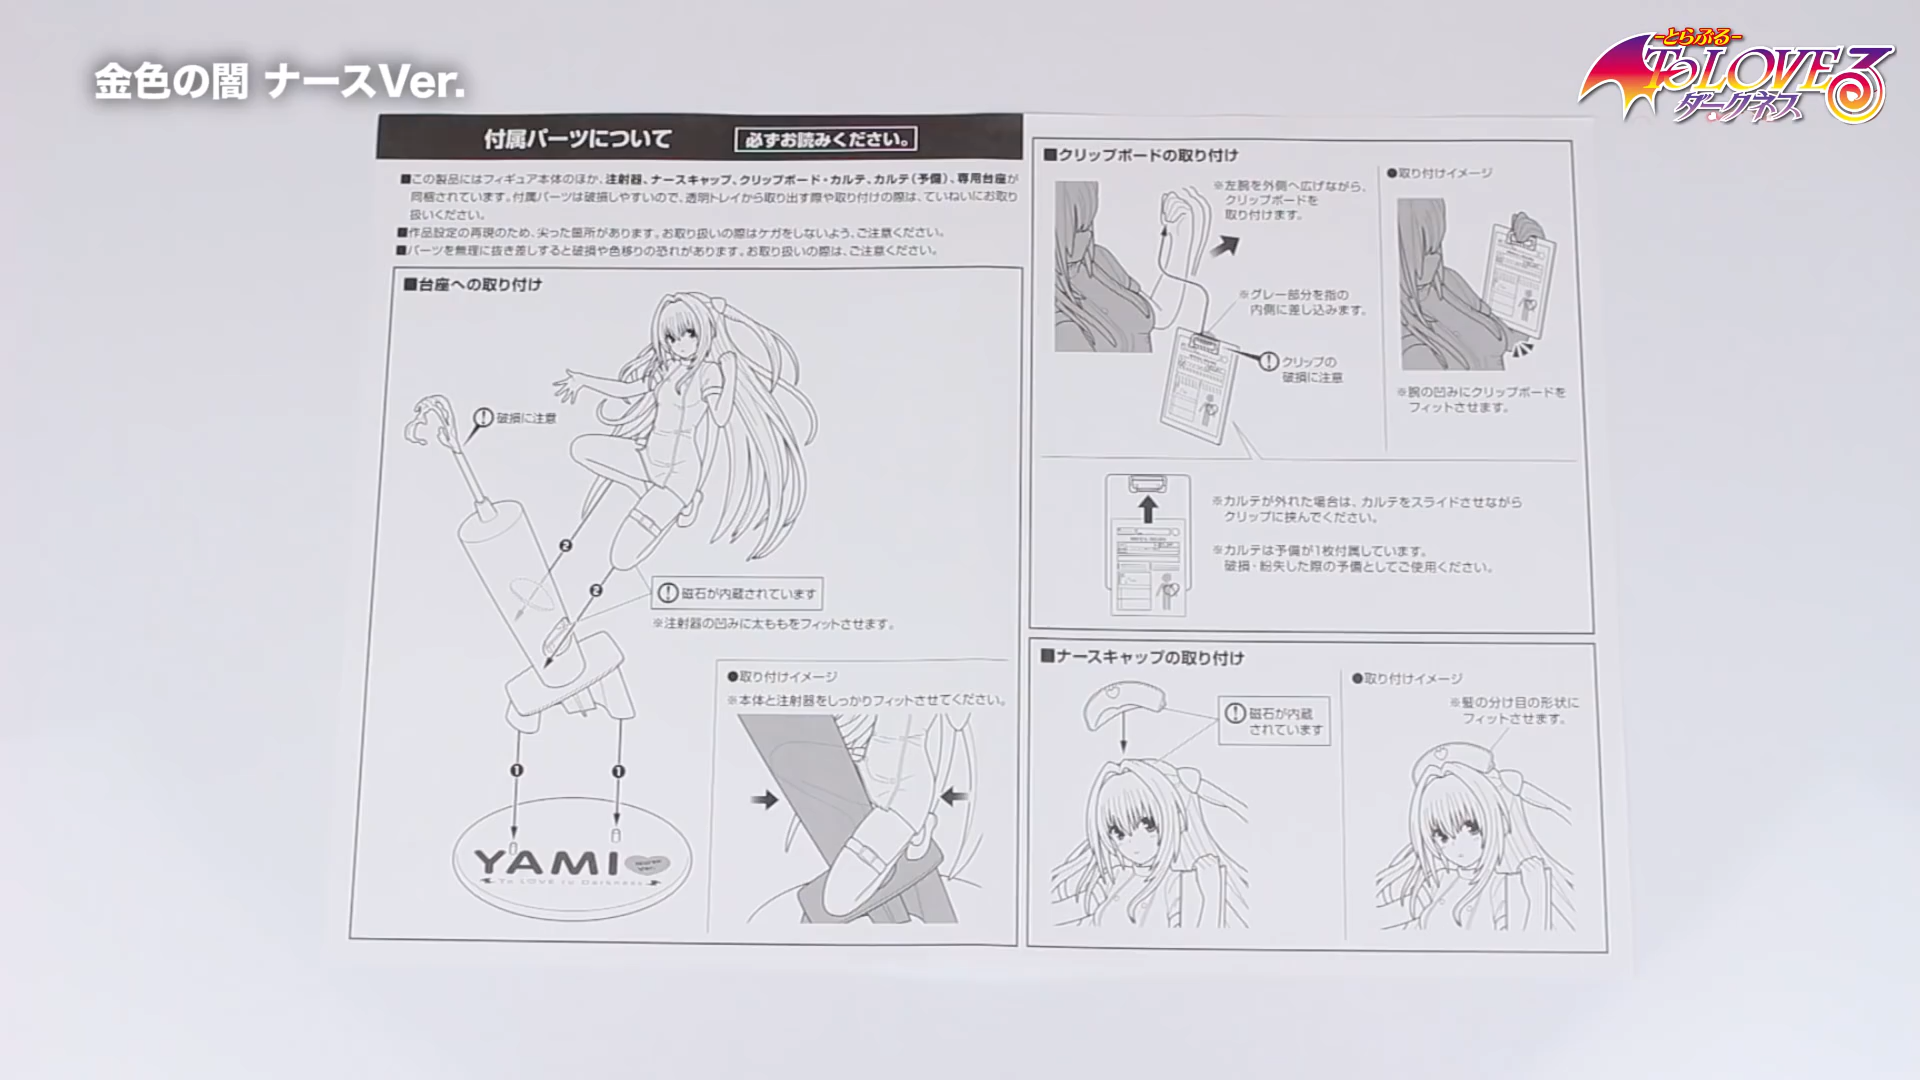 金色の闇 ナースVer.
-とらぶる-
To LOVEる
ダークネス
付属パーツについて
必ずお読みください。
■この製品にはフィギュア本体のほか、注射器、ナースキャップ、クリップボード・カルテ、カルテ(予備)、専用台座が
同梱されています。付属パーツは破損しやすいので、透明トレイから取り出す際や取り付けの際は、ていねいにお取り
扱いください。
■作品設定の再現のため、尖った箇所があります。お取り扱いの際はケガをしないよう、ご注意ください。
■パーツを無理に抜き差しすると破損や色移りの恐れがあります。お取り扱いの際は、ご注意ください。
■台座への取り付け
破損に注意
❷
❷
磁石が内蔵されています
※注射器の凹みに太ももをフィットさせます。
❶
❶
YAMI
●取り付けイメージ
※本体と注射器をしっかりフィットさせてください。
■クリップボードの取り付け
※左腕を外側へ広げながら、
クリップボードを
取り付けます。
※グレー部分を指の
内側に差し込みます。
クリップの
破損に注意
●取り付けイメージ
※腕の凹みにクリップボードを
フィットさせます。
※カルテが外れた場合は、カルテをスライドさせながら
クリップに挟んでください。
※カルテは予備が1枚付属しています。
破損・紛失した際の予備としてご使用ください。
■ナースキャップの取り付け
磁石が内蔵
されています
●取り付けイメージ
※髪の分け目の形状に
フィットさせます。